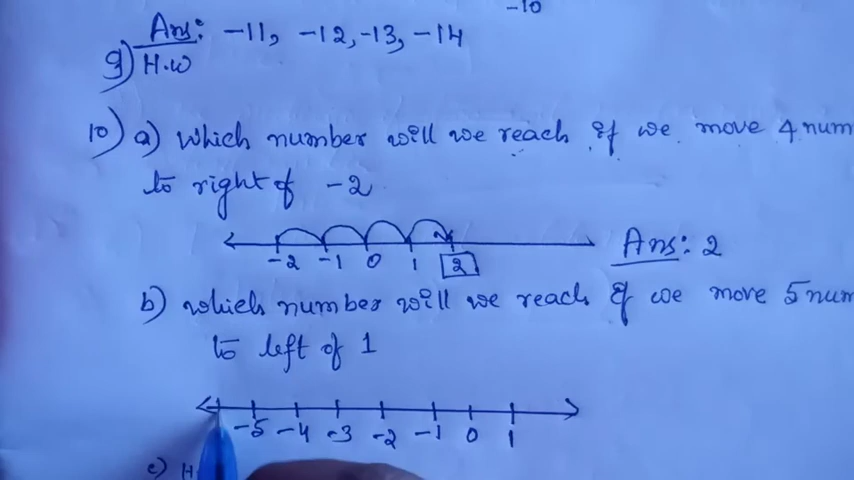 -10
Ans: -11, -12, -13, -14
9) H.W
10) a) which number will we reach if we move 4 num
to right of -2
-2 -1 0 1 2 Ans: 2
b) which number will we reach if we move 5 num
to left of 1
-5 -4 -3 -2 -1 0 1
c) H